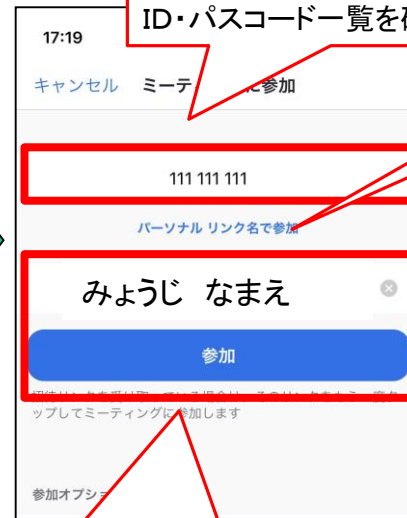 ID・パスコード一覧を
17:19
キャンセル ミーテ に参加
111 111 111
パーソナル リンク名で参加
みょうじ なまえ
参加
ップしてミーティングに参加します
参加オプショ